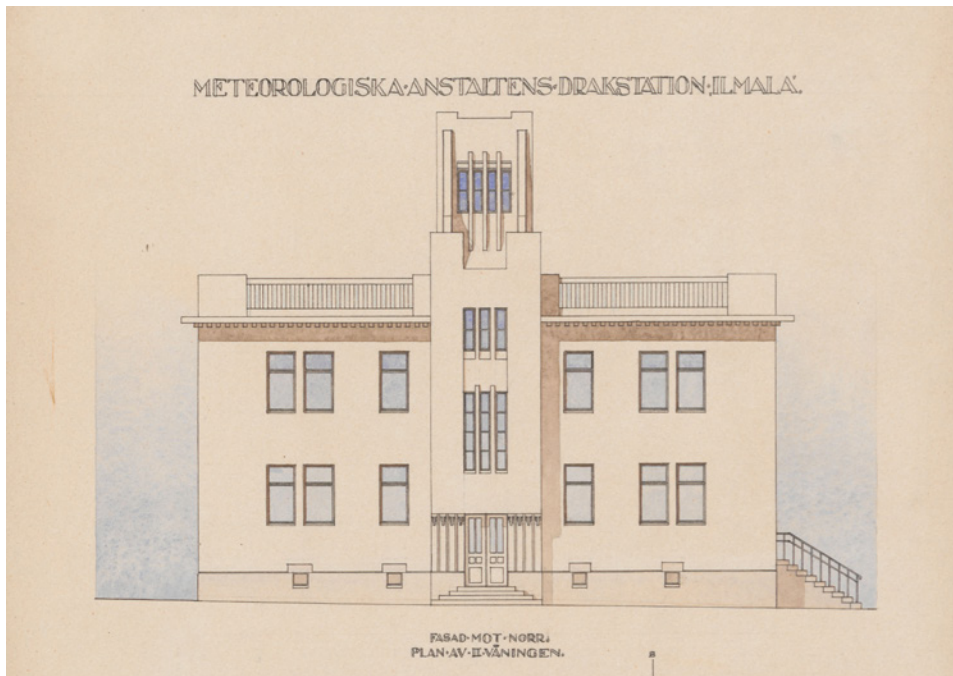 METEOROLOGISKA·ANSTALTENS·DRAKSTATION·ILMALA.
FASAD·MOT·NORR.
PLAN·AV·II·VÅNINGEN.